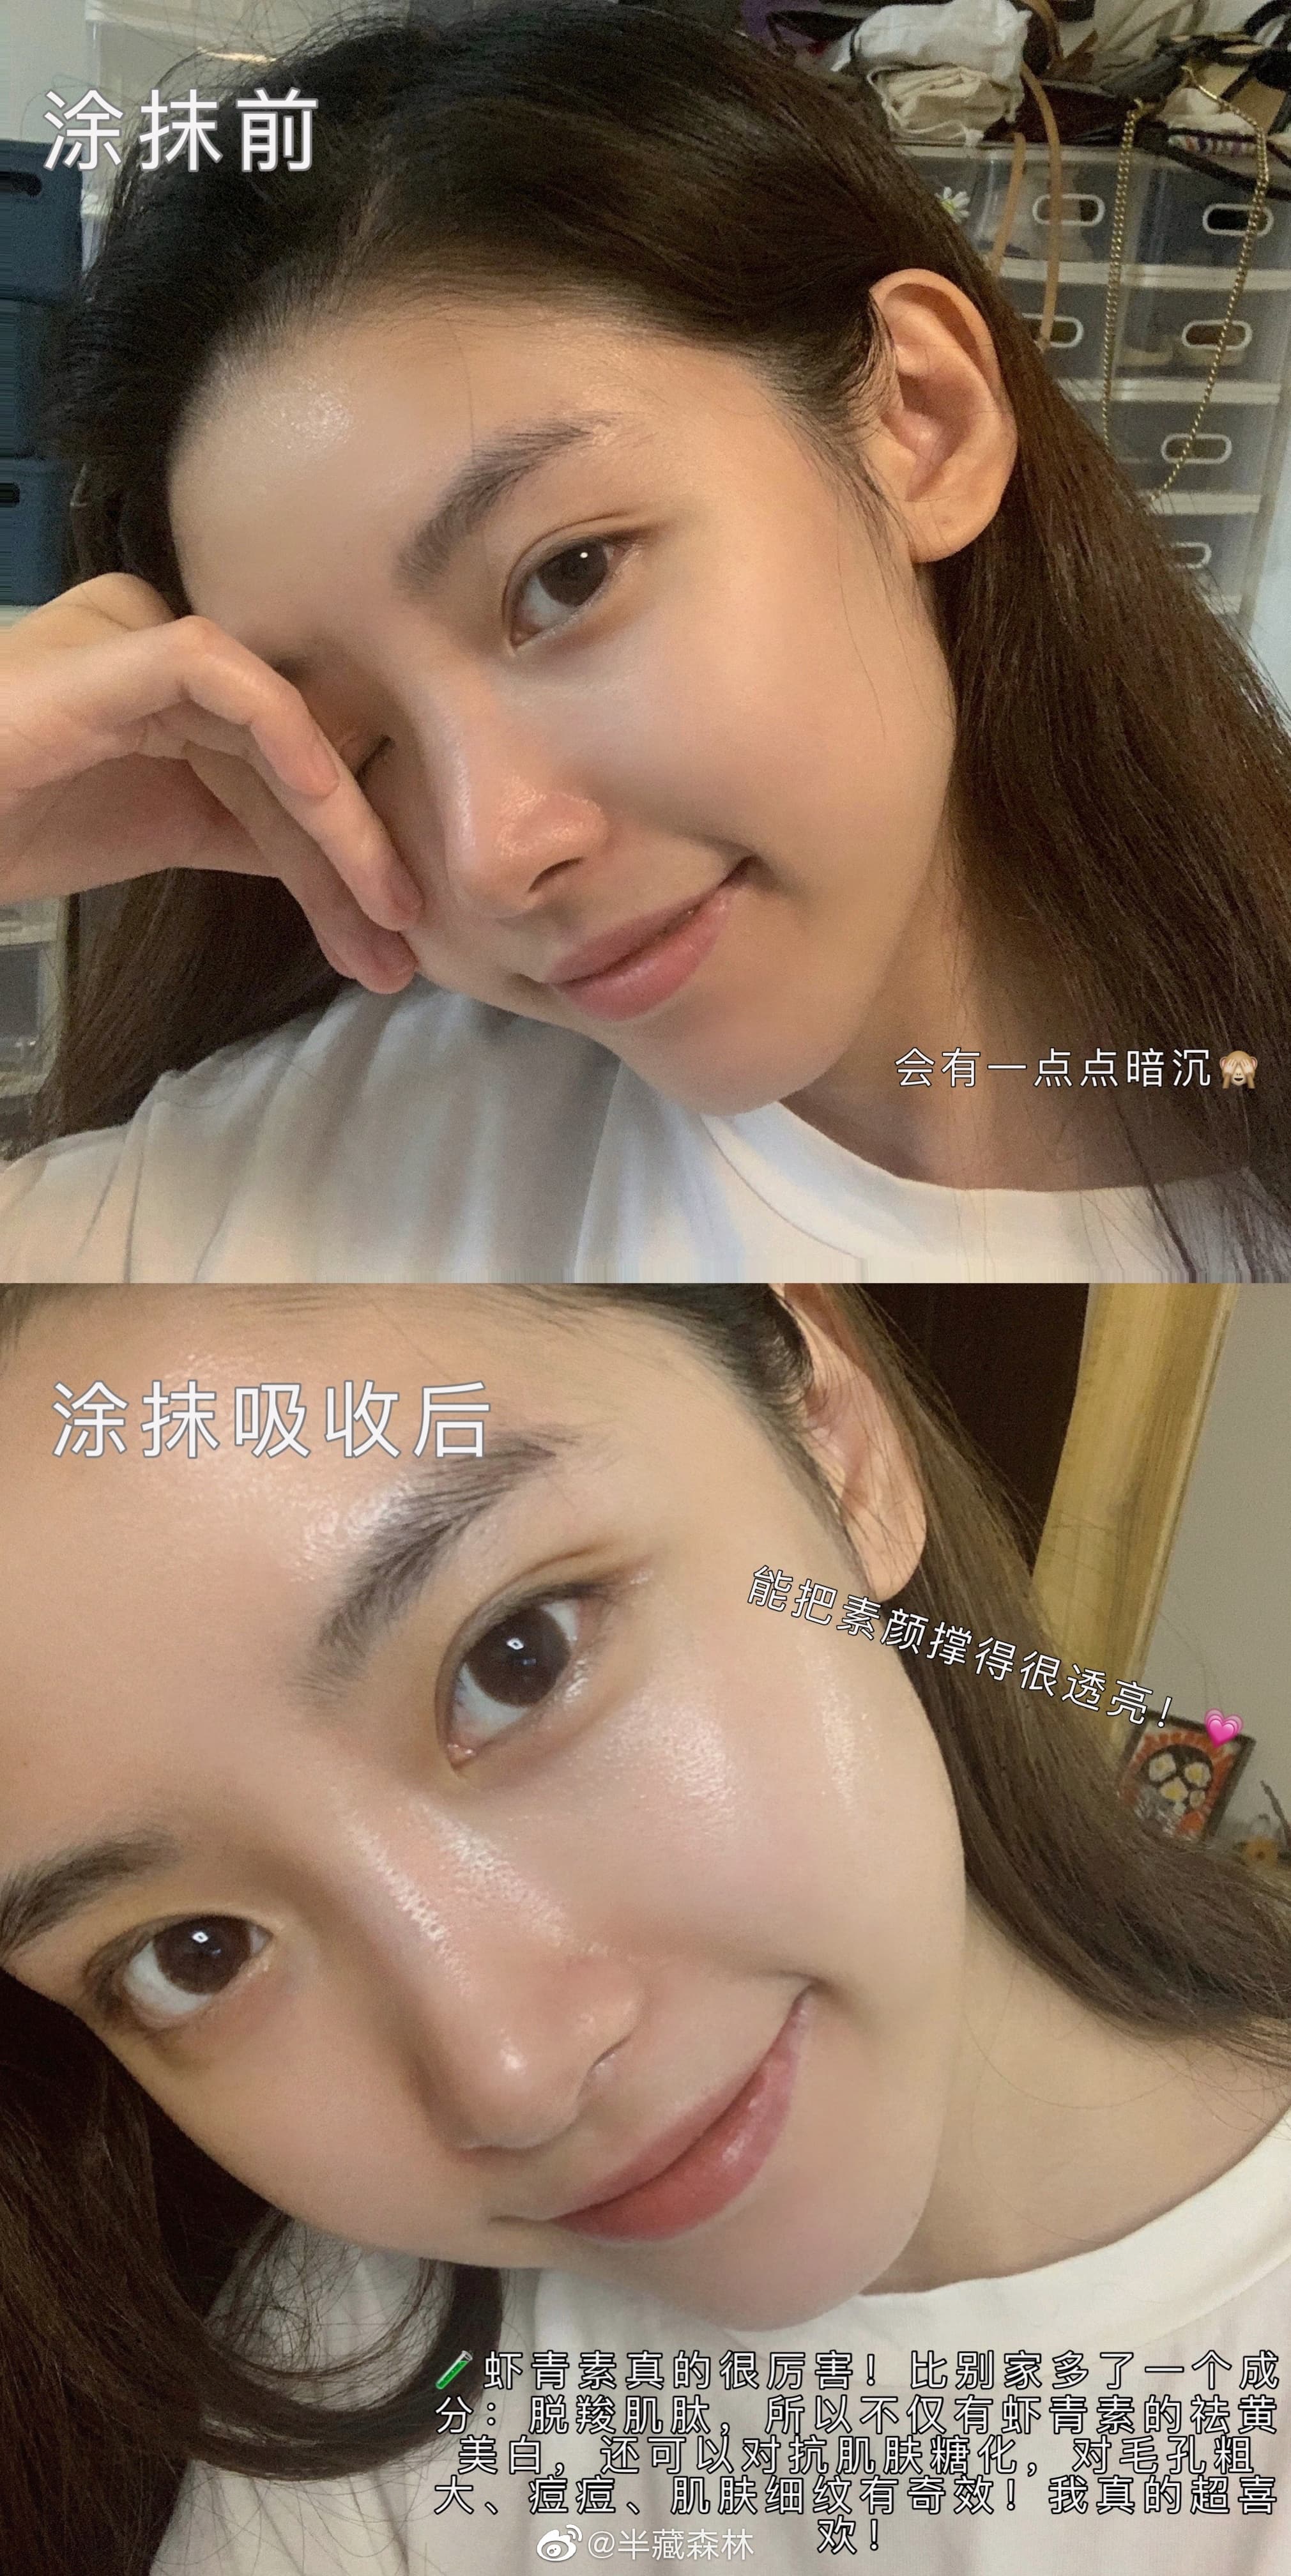 涂抹前
会有一点点暗沉🙈
涂抹吸收后
能把素颜撑得很透亮！💗
🧪虾青素真的很厉害！比别家多了一个成
分：脱羧肌肽，所以不仅有虾青素的祛黄
美白，还可以对抗肌肤糖化，对毛孔粗
大、痘痘、肌肤细纹有奇效！我真的超喜
欢！
@半藏森林